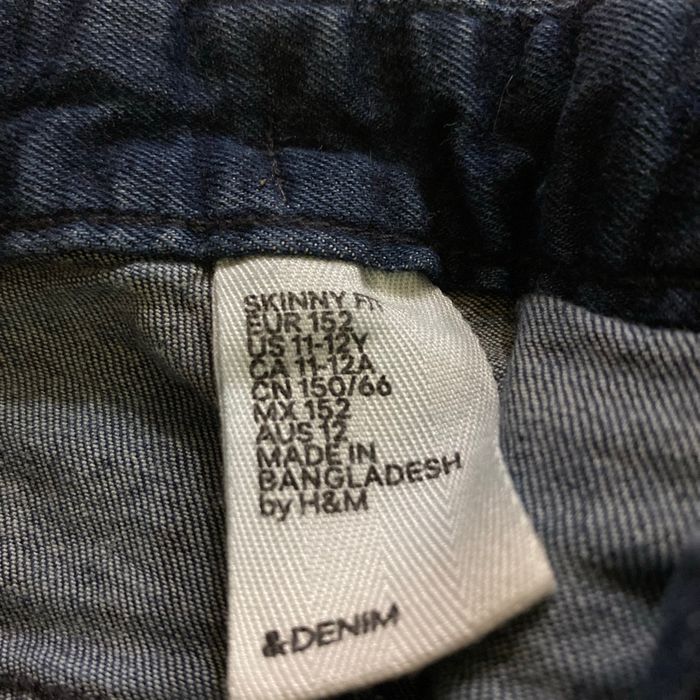 SKINNY FIT
EUR 152
US 11-12Y
CA 11-12A
CN 150/66
MX 152
AUS 12
MADE IN
BANGLADESH
by H&M
&DENIM